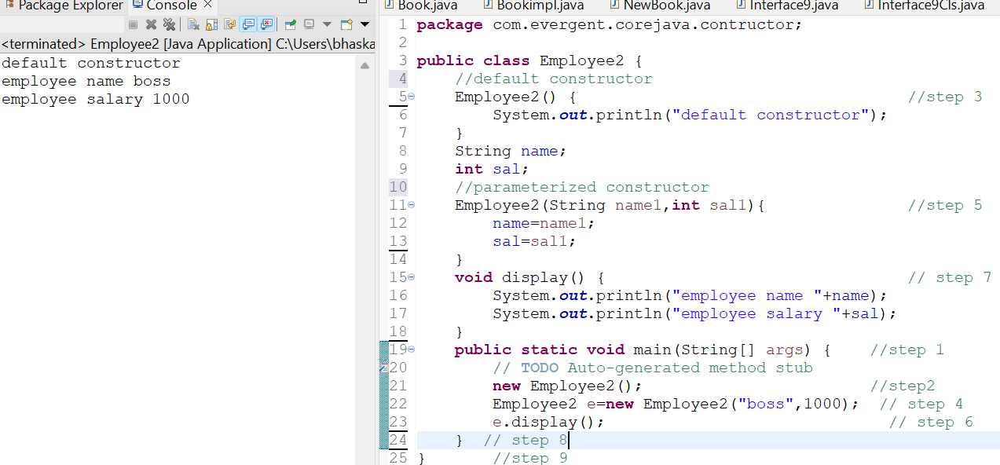 Package Explorer Console
<terminated> Employee2 [Java Application] C:\Users\bhaska
default constructor
employee name boss
employee salary 1000
Book.java Bookimpl.java NewBook.java Interface9.java Interface9Cls.java
1 package com.evergent.corejava.contructor;
2
3 public class Employee2 {
4 //default constructor
5 Employee2() { //step 3
6 System.out.println("default constructor");
7 }
8 String name;
9 int sal;
10 //parameterized constructor
11 Employee2(String name1,int sal1){ //step 5
12 name=name1;
13 sal=sal1;
14 }
15 void display() { // step 7
16 System.out.println("employee name "+name);
17 System.out.println("employee salary "+sal);
18 }
19 public static void main(String[] args) { //step 1
20 // TODO Auto-generated method stub
21 new Employee2(); //step2
22 Employee2 e=new Employee2("boss",1000); // step 4
23 e.display(); // step 6
24 } // step 8
25 } //step 9